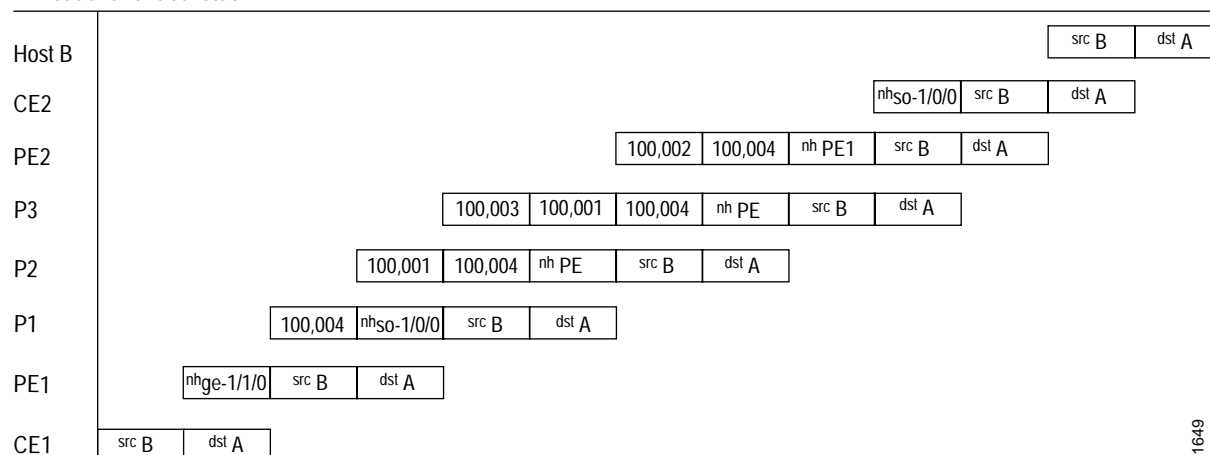 Host B src B dst A
CE2 nhso-1/0/0 src B dst A
PE2 100,002 100,004 nh PE1 src B dst A
P3 100,003 100,001 100,004 nh PE src B dst A
P2 100,001 100,004 nh PE src B dst A
P1 100,004 nhso-1/0/0 src B dst A
PE1 nhge-1/1/0 src B dst A
CE1 src B dst A
1649